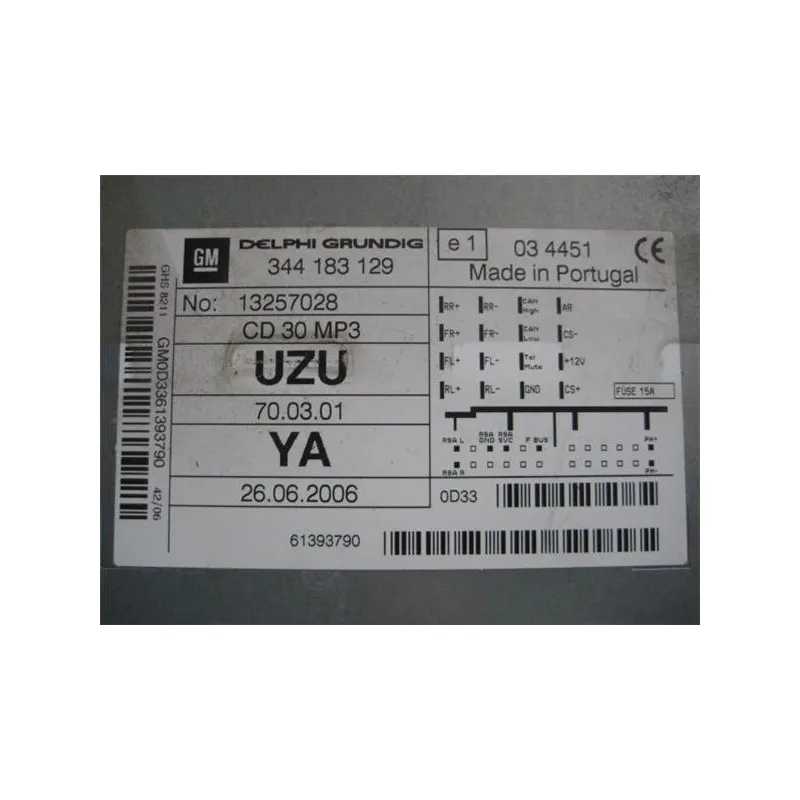 GM DELPHI GRUNDIG
344 183 129
e 1 03 4451 CE
Made in Portugal
No: 13257028
CD 30 MP3
UZU
70.03.01
YA
26.06.2006
RR+ RR- CAN High AR
FR+ FR- CAN Low CS-
FL+ FL- Tel Mute +12V
RL+ RL- GND CS+
FUSE 15A
RSA L RSA GND RSA SVC F BUS PH+
RSA R PH-
0D33
61393790
GHS 8211
GM0D3361393790
42/06